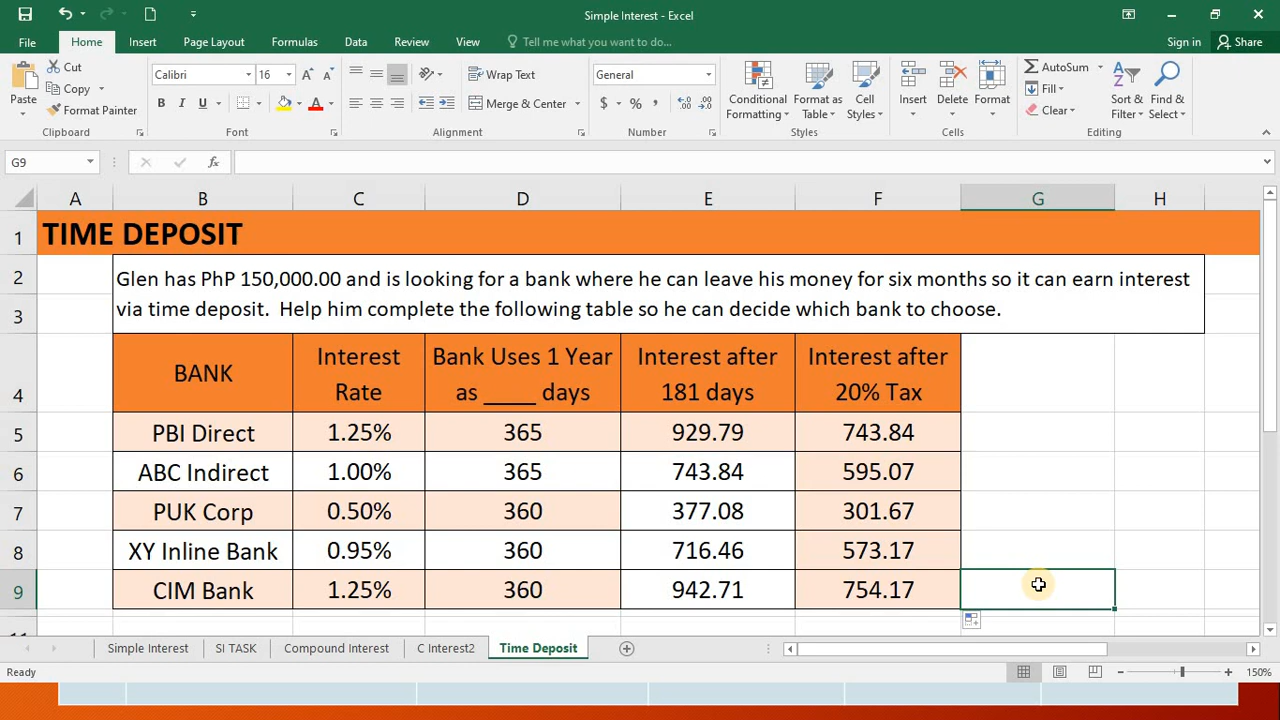 Simple Interest - Excel
File Home Insert Page Layout Formulas Data Review View Tell me what you want to do... Sign in Share
Paste Cut Copy Format Painter Clipboard
Calibri 16 A A B I U A Font
Wrap Text Merge & Center Alignment
General $ % , Number
Conditional Formatting Format as Table Cell Styles Styles
Insert Delete Format Cells
AutoSum Fill Clear Sort & Filter Find & Select Editing
G9 fx
A B C D E F G H
1 TIME DEPOSIT
2 Glen has PhP 150,000.00 and is looking for a bank where he can leave his money for six months so it can earn interest
3 via time deposit. Help him complete the following table so he can decide which bank to choose.
4 BANK Interest Rate Bank Uses 1 Year as ____ days Interest after 181 days Interest after 20% Tax
5 PBI Direct 1.25% 365 929.79 743.84
6 ABC Indirect 1.00% 365 743.84 595.07
7 PUK Corp 0.50% 360 377.08 301.67
8 XY Inline Bank 0.95% 360 716.46 573.17
9 CIM Bank 1.25% 360 942.71 754.17
Simple Interest SI TASK Compound Interest C Interest2 Time Deposit
Ready 150%